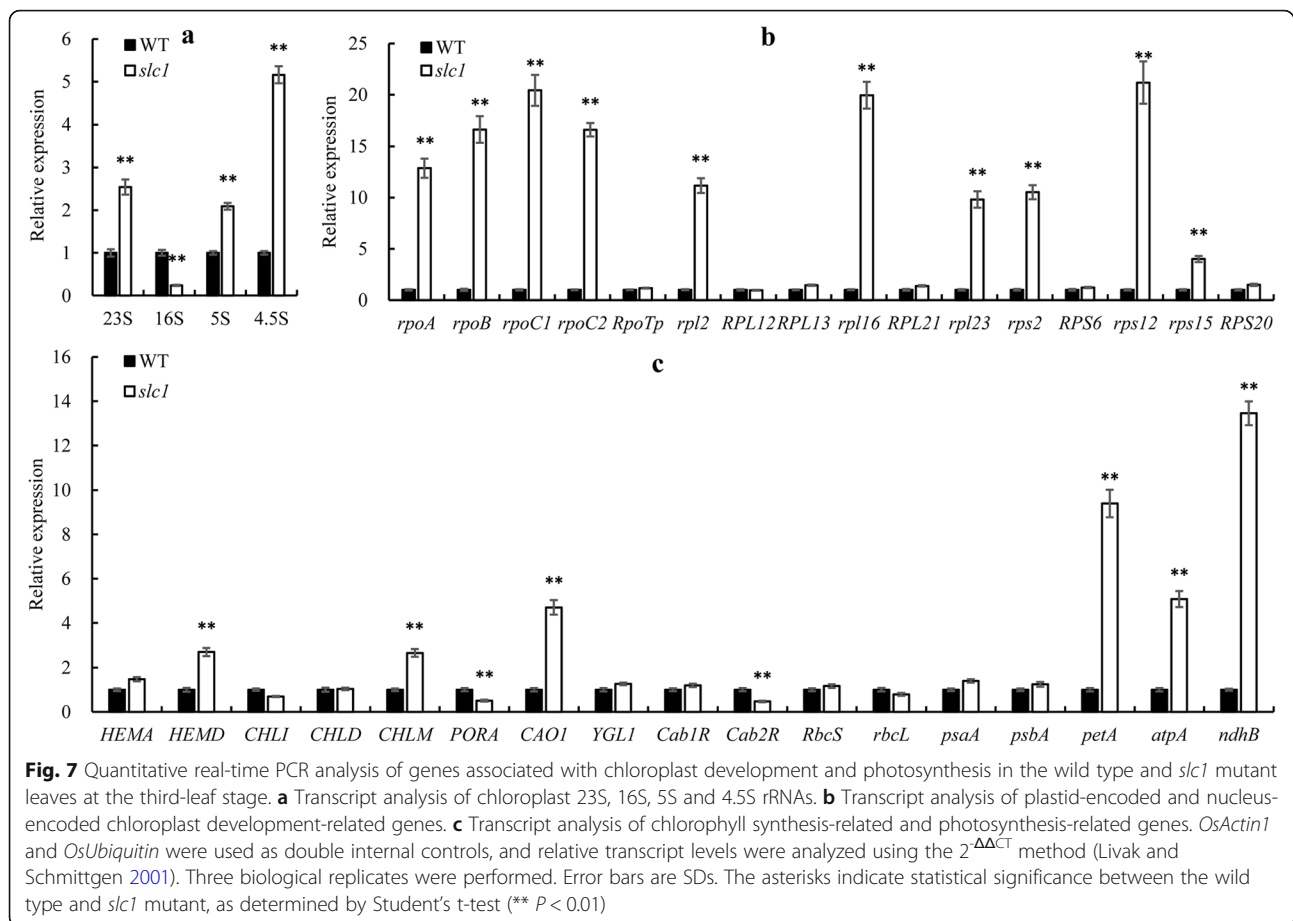 a
WT
slc1
Relative expression
6
5
4
3
2
1
0
**
**
**
**
23S 16S 5S 4.5S
b
WT
slc1
Relative expression
25
20
15
10
5
0
**
**
**
**
**
**
**
**
**
**
rpoA rpoB rpoC1 rpoC2 RpoTp rpl2 RPL12 RPL13 rpl16 RPL21 rpl23 rps2 RPS6 rps12 rps15 RPS20
c
WT
slc1
Relative expression
16
14
12
10
8
6
4
2
0
**
**
**
**
**
**
**
**
HEMA HEMD CHLI CHLD CHLM PORA CAO1 YGL1 Cab1R Cab2R RbcS rbcL psaA psbA petA atpA ndhB
Fig. 7 Quantitative real-time PCR analysis of genes associated with chloroplast development and photosynthesis in the wild type and slc1 mutant
leaves at the third-leaf stage. a Transcript analysis of chloroplast 23S, 16S, 5S and 4.5S rRNAs. b Transcript analysis of plastid-encoded and nucleus-
encoded chloroplast development-related genes. c Transcript analysis of chlorophyll synthesis-related and photosynthesis-related genes. OsActin1
and OsUbiquitin were used as double internal controls, and relative transcript levels were analyzed using the 2-ΔΔCT method (Livak and
Schmittgen 2001). Three biological replicates were performed. Error bars are SDs. The asterisks indicate statistical significance between the wild
type and slc1 mutant, as determined by Student's t-test (** P < 0.01)